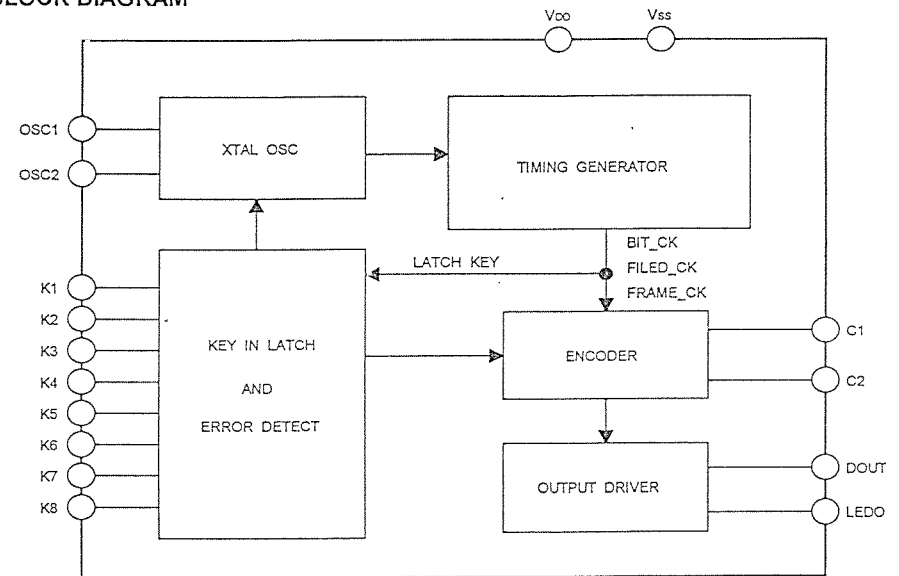 BLOCK DIAGRAM
VDD
VSS
OSC1
OSC2
XTAL OSC
TIMING GENERATOR
BIT_CK
FILED_CK
FRAME_CK
LATCH KEY
K1
K2
K3
K4
K5
K6
K7
K8
KEY IN LATCH
AND
ERROR DETECT
ENCODER
C1
C2
OUTPUT DRIVER
DOUT
LEDO